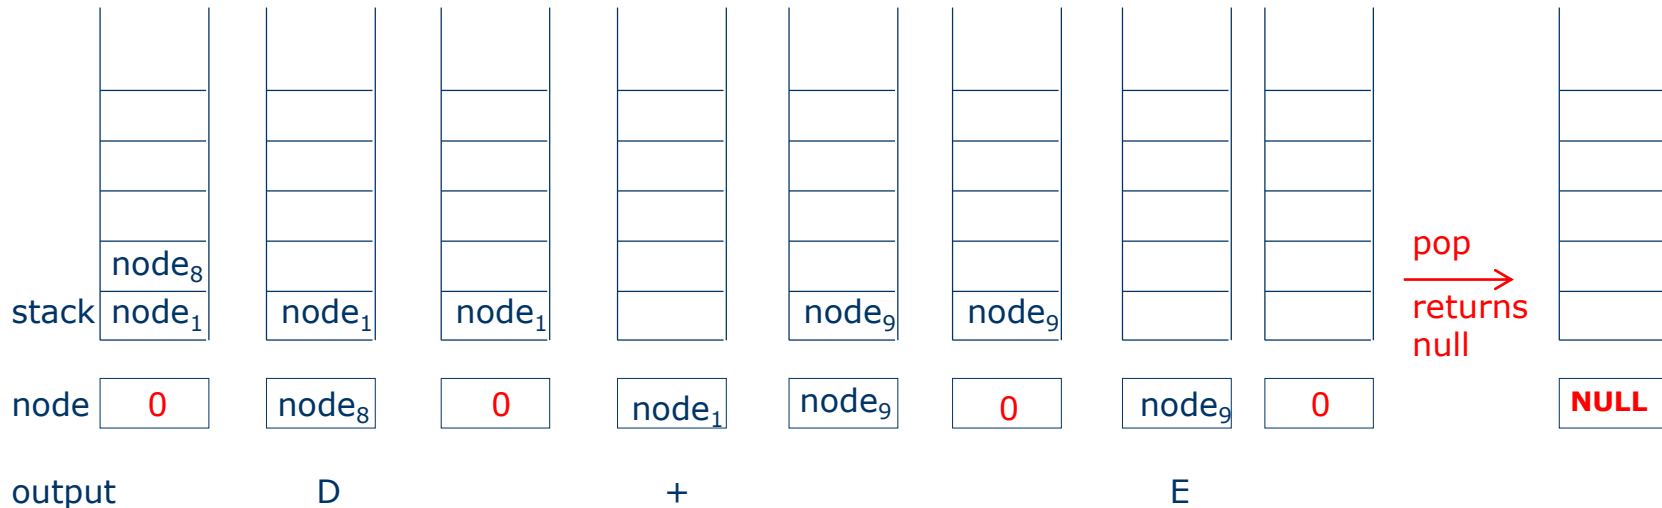 node₈
stack node₁ node₁ node₁ node₉ node₉
pop
returns
null
node 0 node₈ 0 node₁ node₉ 0 node₉ 0 NULL
output D + E